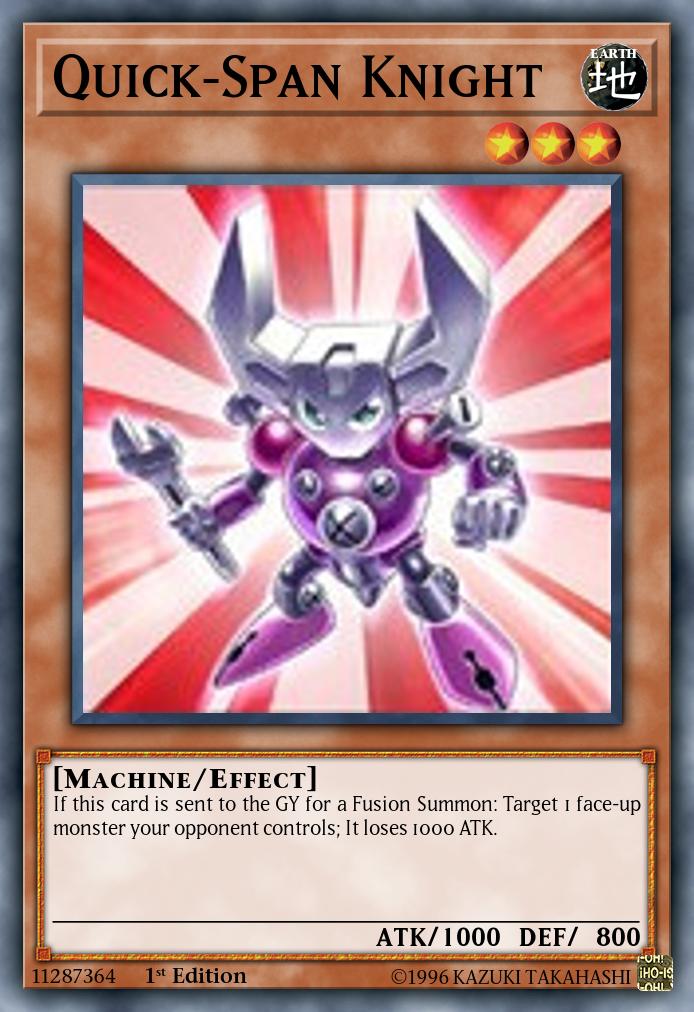 Quick-Span Knight
EARTH
地
[Machine/Effect]
If this card is sent to the GY for a Fusion Summon: Target 1 face-up
monster your opponent controls; It loses 1000 ATK.
ATK/1000 DEF/ 800
11287364 1st Edition ©1996 KAZUKI TAKAHASHI